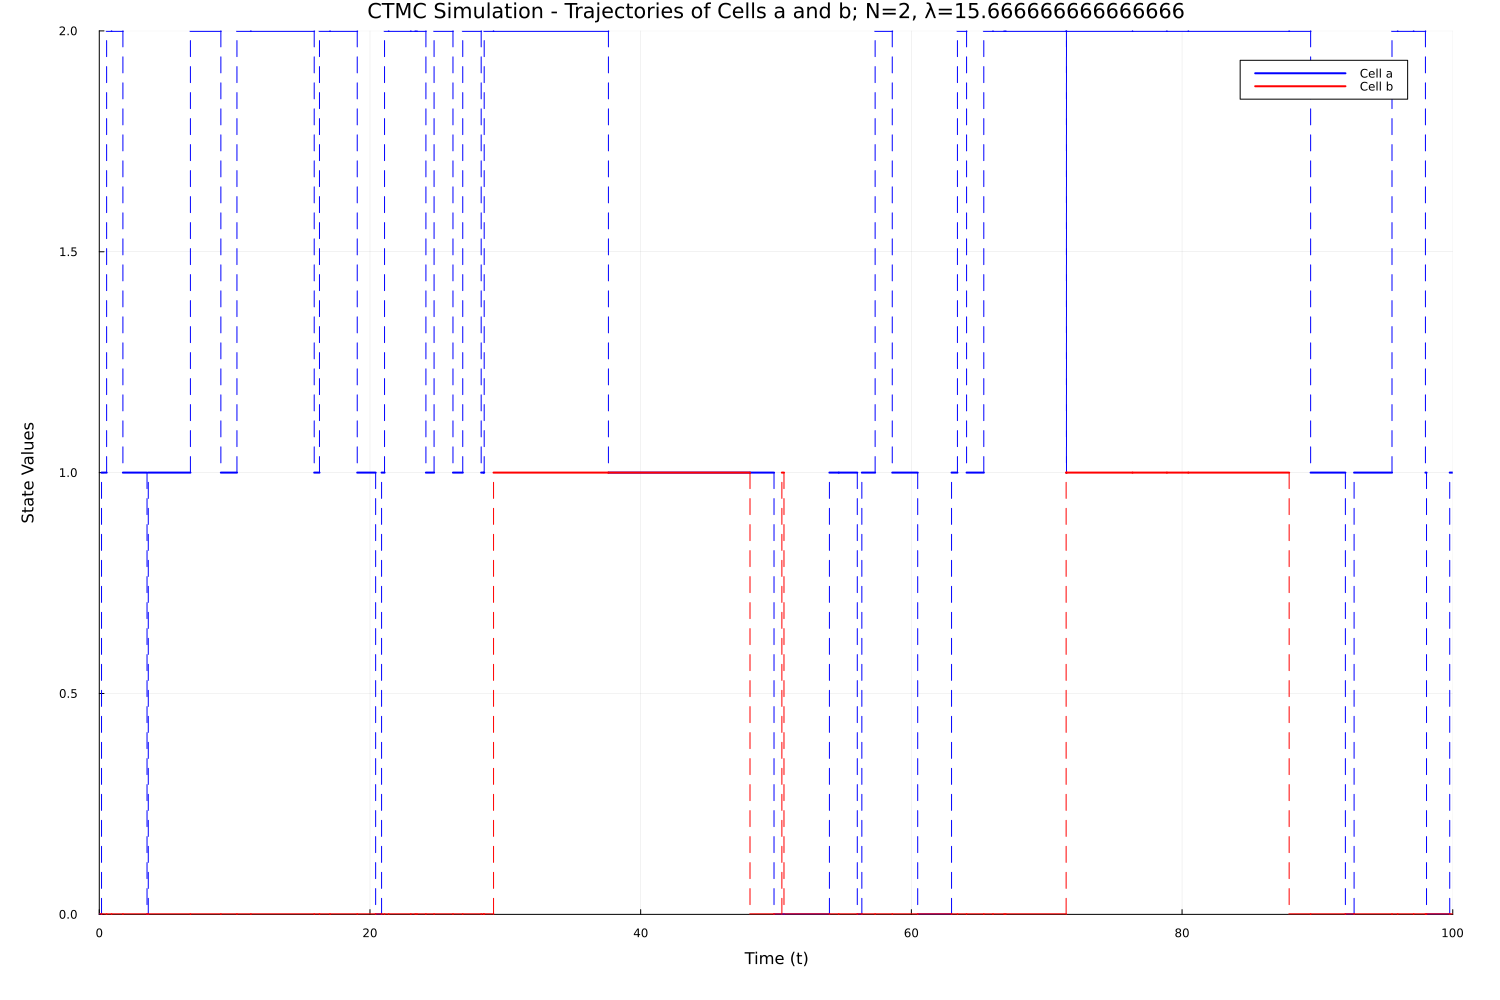 CTMC Simulation - Trajectories of Cells a and b; N=2, λ=15.666666666666666
2.0
Cell a
Cell b
1.5
1.0
0.5
0.0
State Values
0 20 40 60 80 100
Time (t)